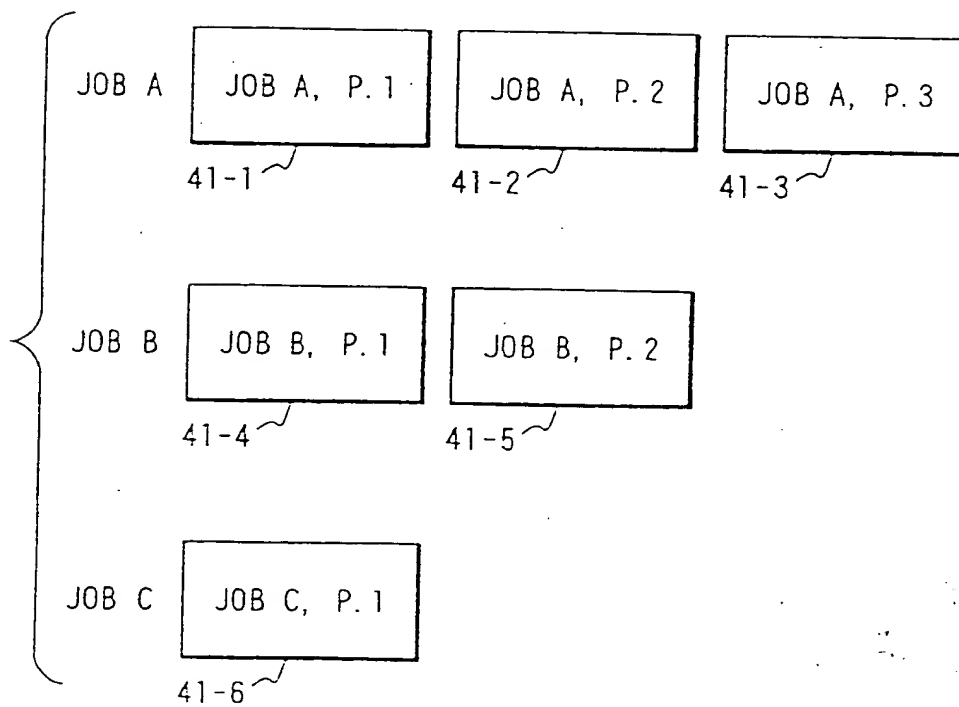 JOB A JOB A, P. 1 JOB A, P. 2 JOB A, P. 3
41-1 41-2 41-3
JOB B JOB B, P. 1 JOB B, P. 2
41-4 41-5
JOB C JOB C, P. 1
41-6